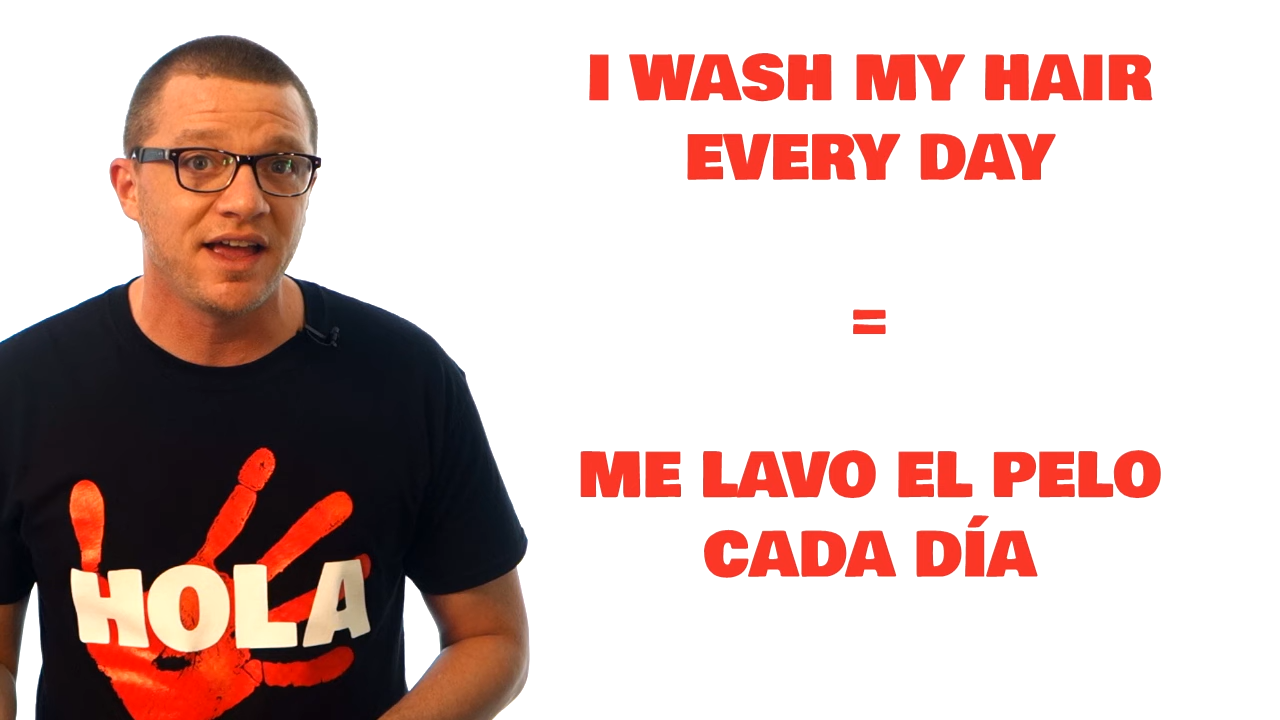 I WASH MY HAIR
EVERY DAY
=
ME LAVO EL PELO
CADA DÍA
HOLA